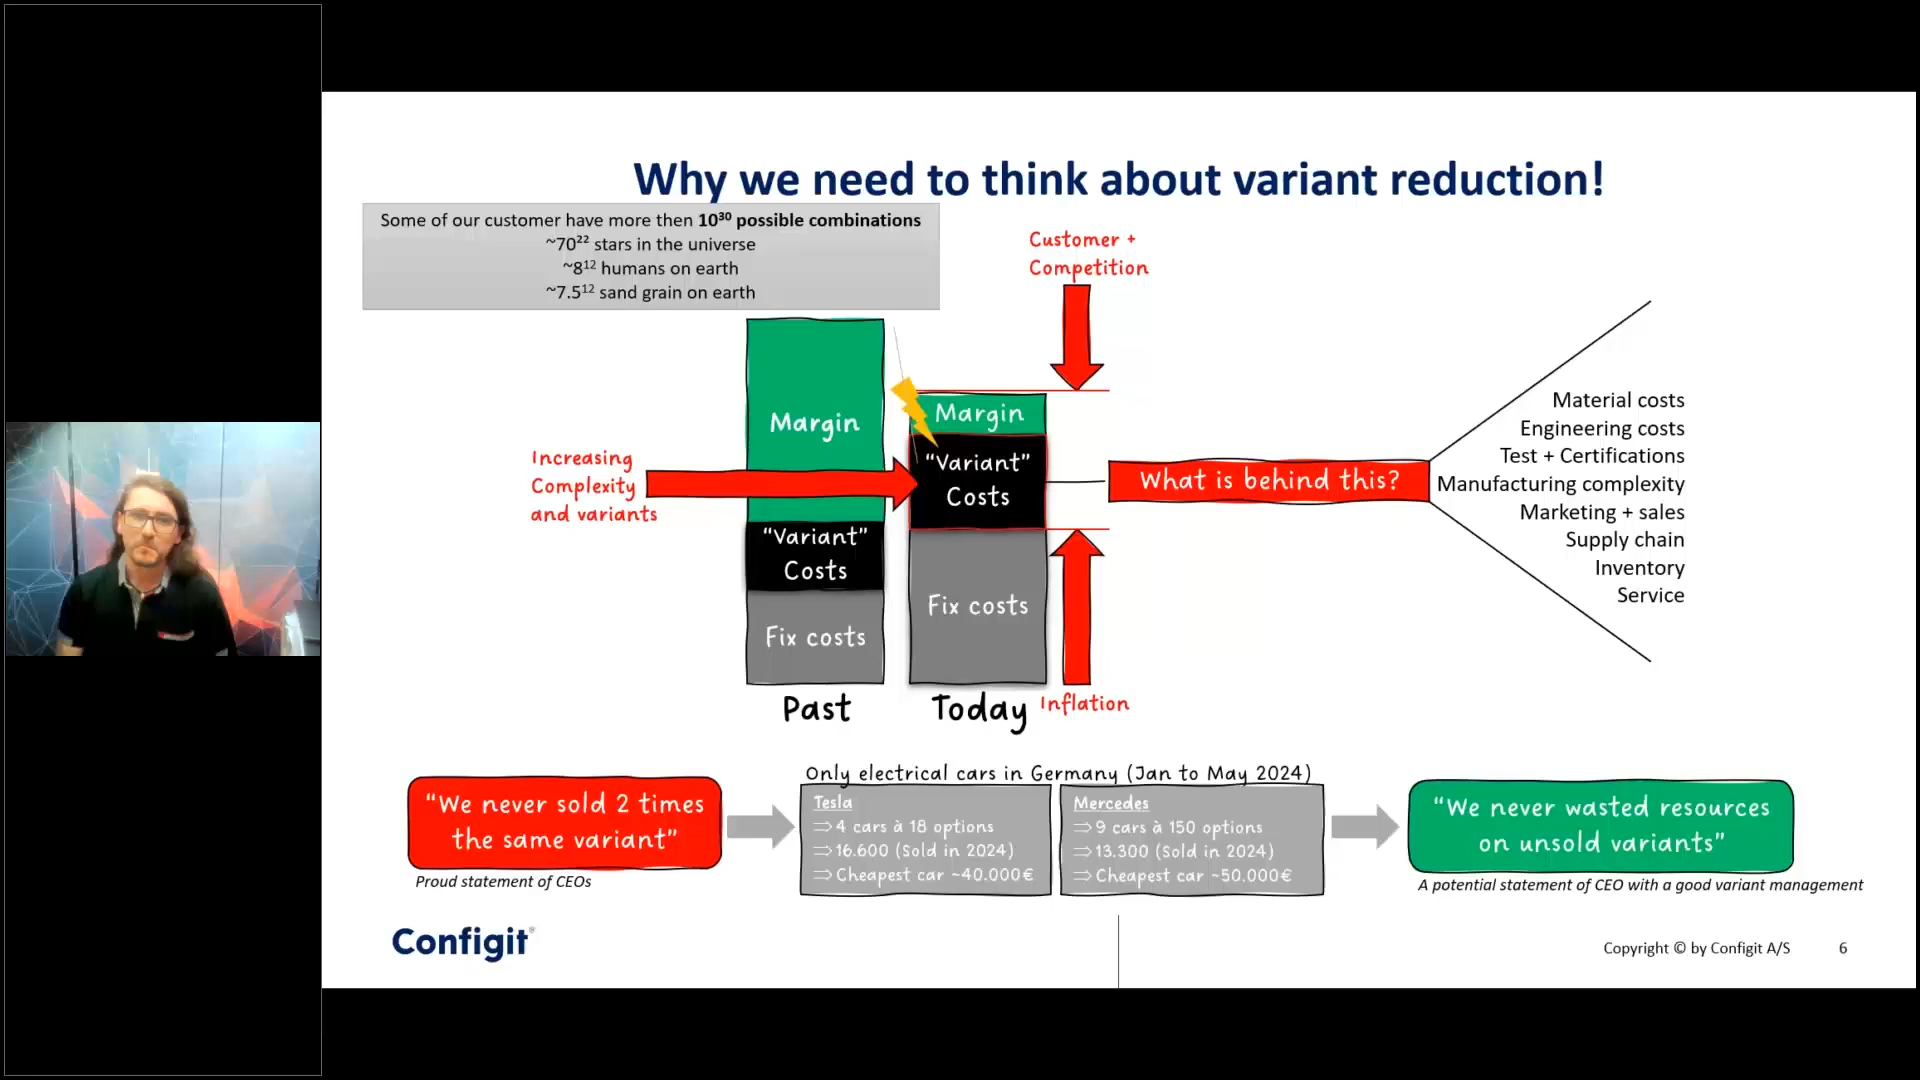 Why we need to think about variant reduction!
Some of our customer have more then 10³⁰ possible combinations
~70²² stars in the universe
~8¹² humans on earth
~7.5¹² sand grain on earth
Customer +
Competition
Margin
Margin
Increasing
Complexity
and variants
"Variant"
Costs
"Variant"
Costs
Fix costs
Fix costs
Past
Today
Inflation
What is behind this?
Material costs
Engineering costs
Test + Certifications
Manufacturing complexity
Marketing + sales
Supply chain
Inventory
Service
"We never sold 2 times
the same variant"
Proud statement of CEOs
Only electrical cars in Germany (Jan to May 2024)
Tesla
⇒ 4 cars à 18 options
⇒ 16.600 (Sold in 2024)
⇒ Cheapest car ~40.000€
Mercedes
⇒ 9 cars à 150 options
⇒ 13.300 (Sold in 2024)
⇒ Cheapest car ~50.000€
"We never wasted resources
on unsold variants"
A potential statement of CEO with a good variant management
Configit®
Copyright © by Configit A/S
6